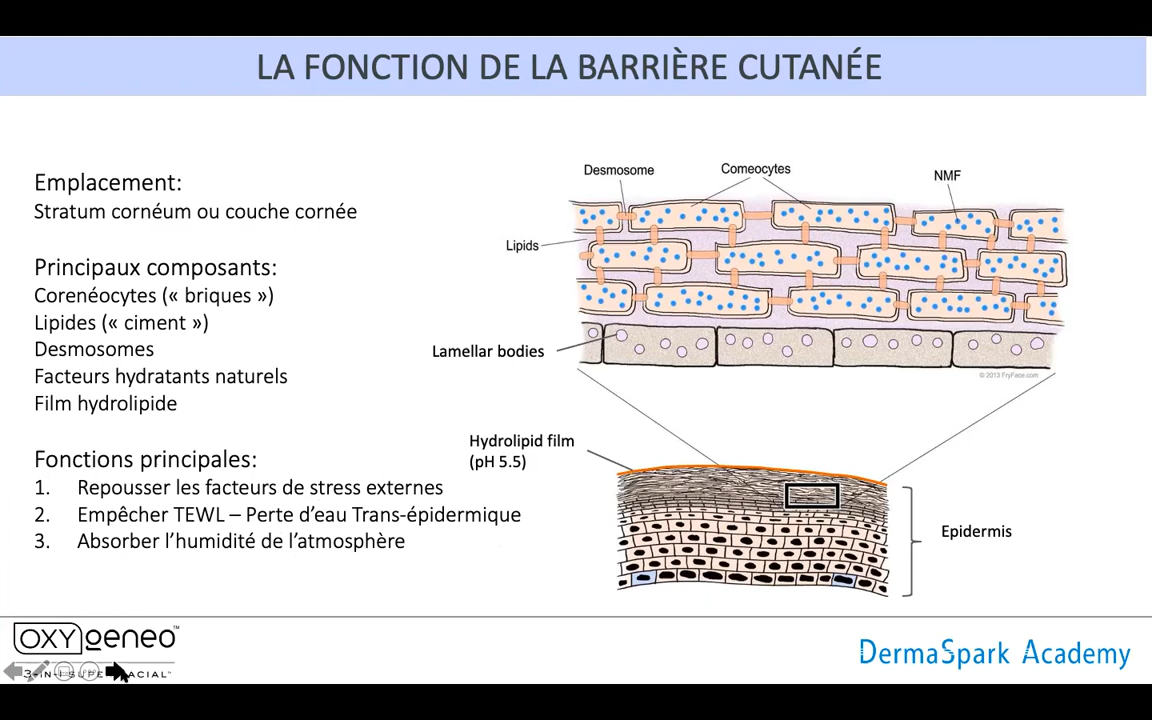 LA FONCTION DE LA BARRIÈRE CUTANÉE
Emplacement:
Stratum cornéum ou couche cornée
Principaux composants:
Corenéocytes (« briques »)
Lipides (« ciment »)
Desmosomes
Facteurs hydratants naturels
Film hydrolipide
Fonctions principales:
1. Repousser les facteurs de stress externes
2. Empêcher TEWL – Perte d'eau Trans-épidermique
3. Absorber l'humidité de l'atmosphère
Desmosome
Corneocytes
NMF
Lipids
Lamellar bodies
© 2013 FryFace.com
Hydrolipid film
(pH 5.5)
Epidermis
OXYgeneo™
3-IN-1
DermaSpark Academy